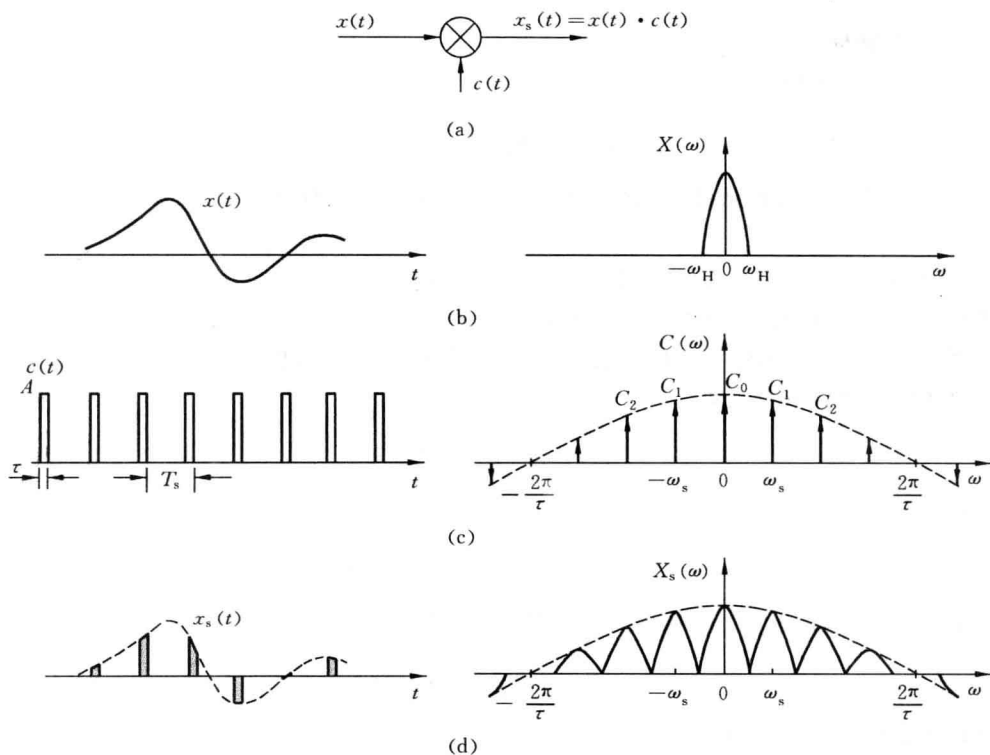 x(t)
x_s(t)=x(t)·c(t)
c(t)
(a)
X(ω)
x(t)
t
−ω_H 0 ω_H
ω
(b)
c(t)
A
τ
T_s
t
C(ω)
C_2 C_1 C_0 C_1 C_2
−2π/τ
−ω_s 0 ω_s
2π/τ
ω
(c)
x_s(t)
t
X_s(ω)
−2π/τ
−ω_s 0 ω_s
2π/τ
ω
(d)